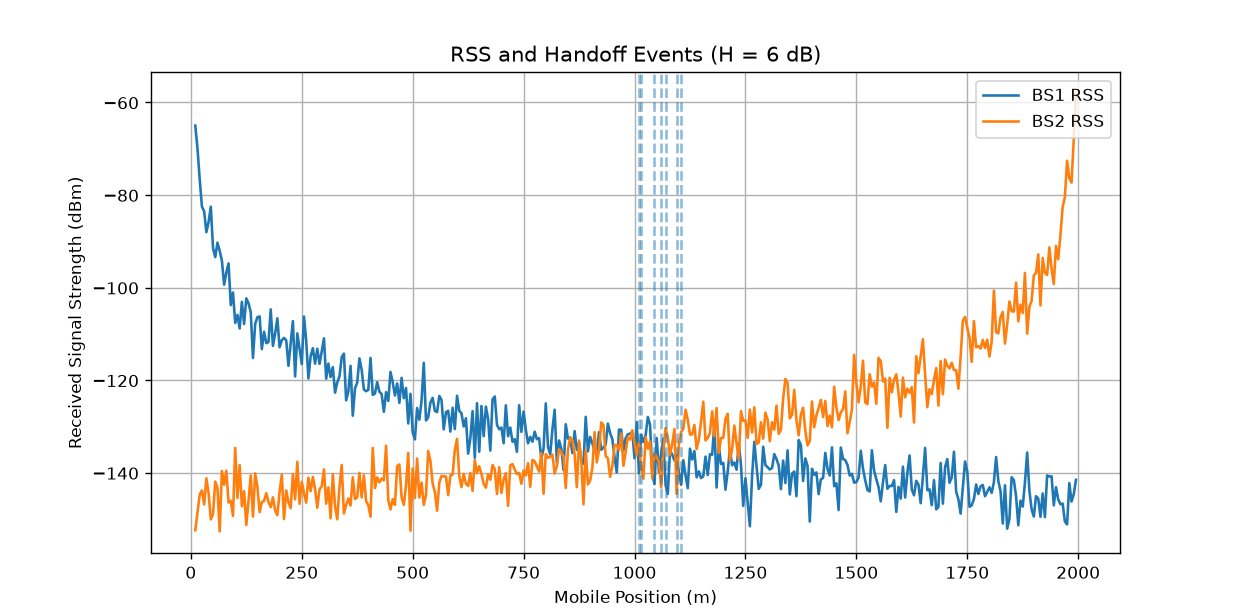 RSS and Handoff Events (H = 6 dB)
BS1 RSS
BS2 RSS
Received Signal Strength (dBm)
−60
−80
−100
−120
−140
0 250 500 750 1000 1250 1500 1750 2000
Mobile Position (m)